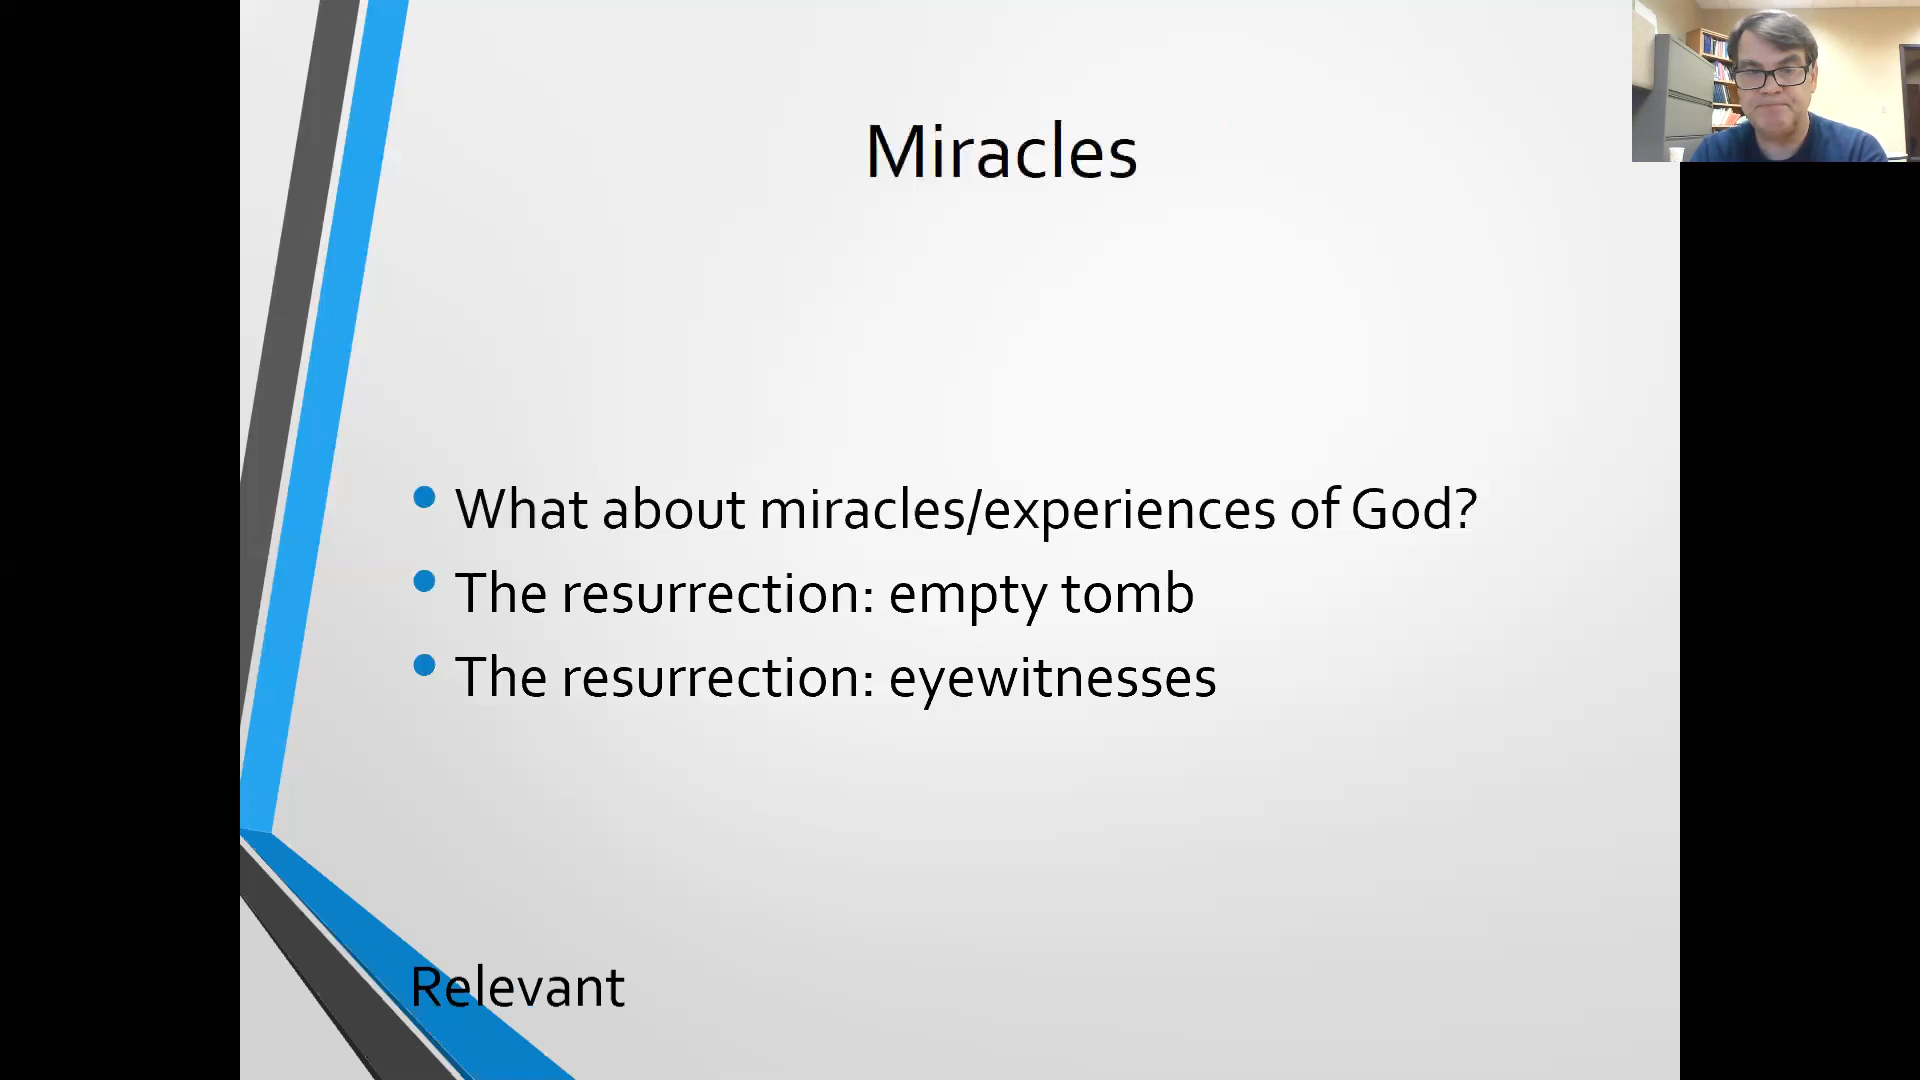 Miracles
What about miracles/experiences of God?
The resurrection: empty tomb
The resurrection: eyewitnesses
Relevant